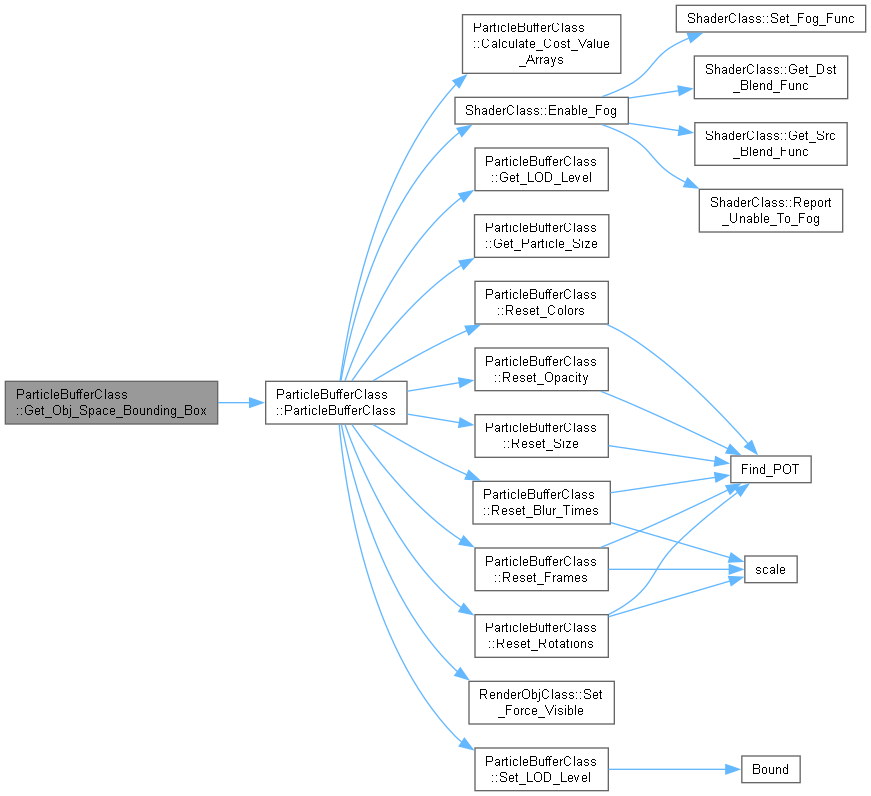 ParticleBufferClass
::Get_Obj_Space_Bounding_Box
ParticleBufferClass
::ParticleBufferClass
ParticleBufferClass
::Calculate_Cost_Value
_Arrays
ShaderClass::Enable_Fog
ShaderClass::Set_Fog_Func
ShaderClass::Get_Dst
_Blend_Func
ShaderClass::Get_Src
_Blend_Func
ShaderClass::Report
_Unable_To_Fog
ParticleBufferClass
::Get_LOD_Level
ParticleBufferClass
::Get_Particle_Size
ParticleBufferClass
::Reset_Colors
ParticleBufferClass
::Reset_Opacity
ParticleBufferClass
::Reset_Size
ParticleBufferClass
::Reset_Blur_Times
ParticleBufferClass
::Reset_Frames
ParticleBufferClass
::Reset_Rotations
Find_POT
scale
RenderObjClass::Set
_Force_Visible
ParticleBufferClass
::Set_LOD_Level
Bound